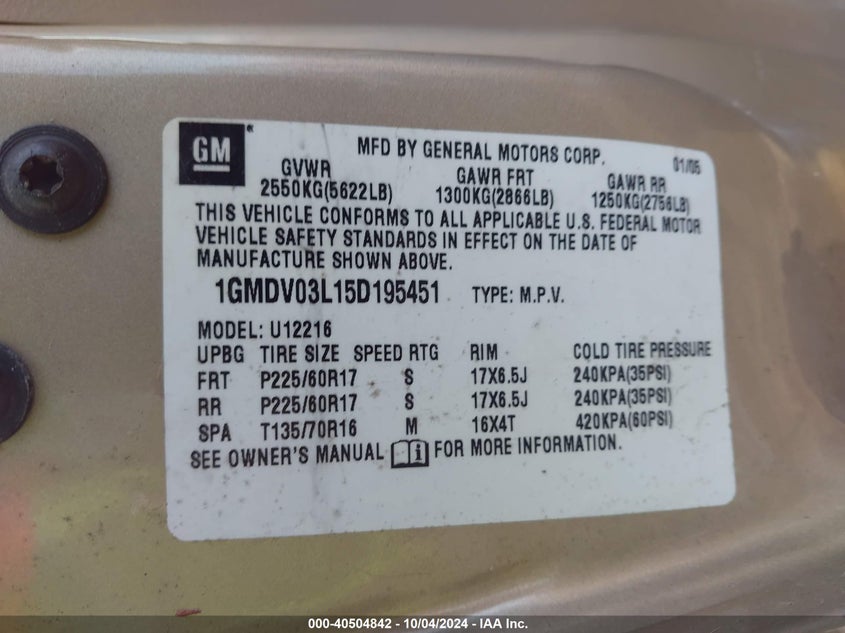 GM ® MFD BY GENERAL MOTORS CORP. 01/05
GVWR GAWR FRT GAWR RR
2550KG(5622LB) 1300KG(2866LB) 1250KG(2756LB)
THIS VEHICLE CONFORMS TO ALL APPLICABLE U.S. FEDERAL MOTOR
VEHICLE SAFETY STANDARDS IN EFFECT ON THE DATE OF
MANUFACTURE SHOWN ABOVE.
1GMDV03L15D195451 TYPE: M.P.V.
MODEL: U12216
UPBG TIRE SIZE SPEED RTG RIM COLD TIRE PRESSURE
FRT P225/60R17 S 17X6.5J 240KPA(35PSI)
RR P225/60R17 S 17X6.5J 240KPA(35PSI)
SPA T135/70R16 M 16X4T 420KPA(60PSI)
SEE OWNER'S MANUAL FOR MORE INFORMATION.
000-40504842 - 10/04/2024 - IAA Inc.